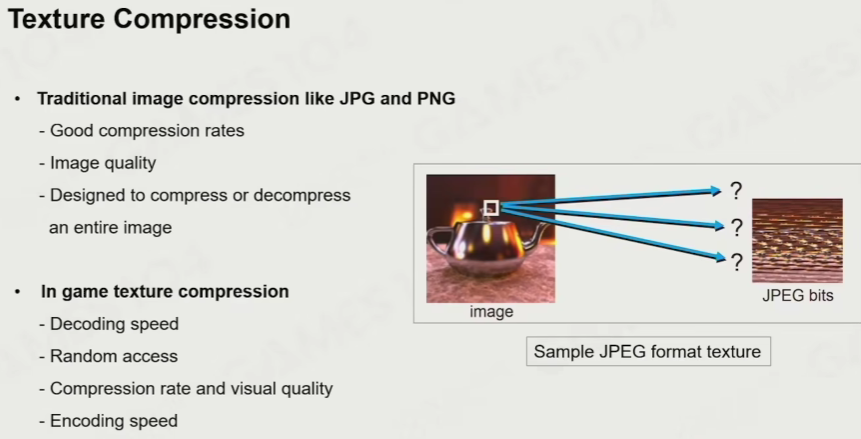 Texture Compression
• Traditional image compression like JPG and PNG
- Good compression rates
- Image quality
- Designed to compress or decompress
an entire image
• In game texture compression
- Decoding speed
- Random access
- Compression rate and visual quality
- Encoding speed
?
?
?
image
JPEG bits
Sample JPEG format texture
GAMES104